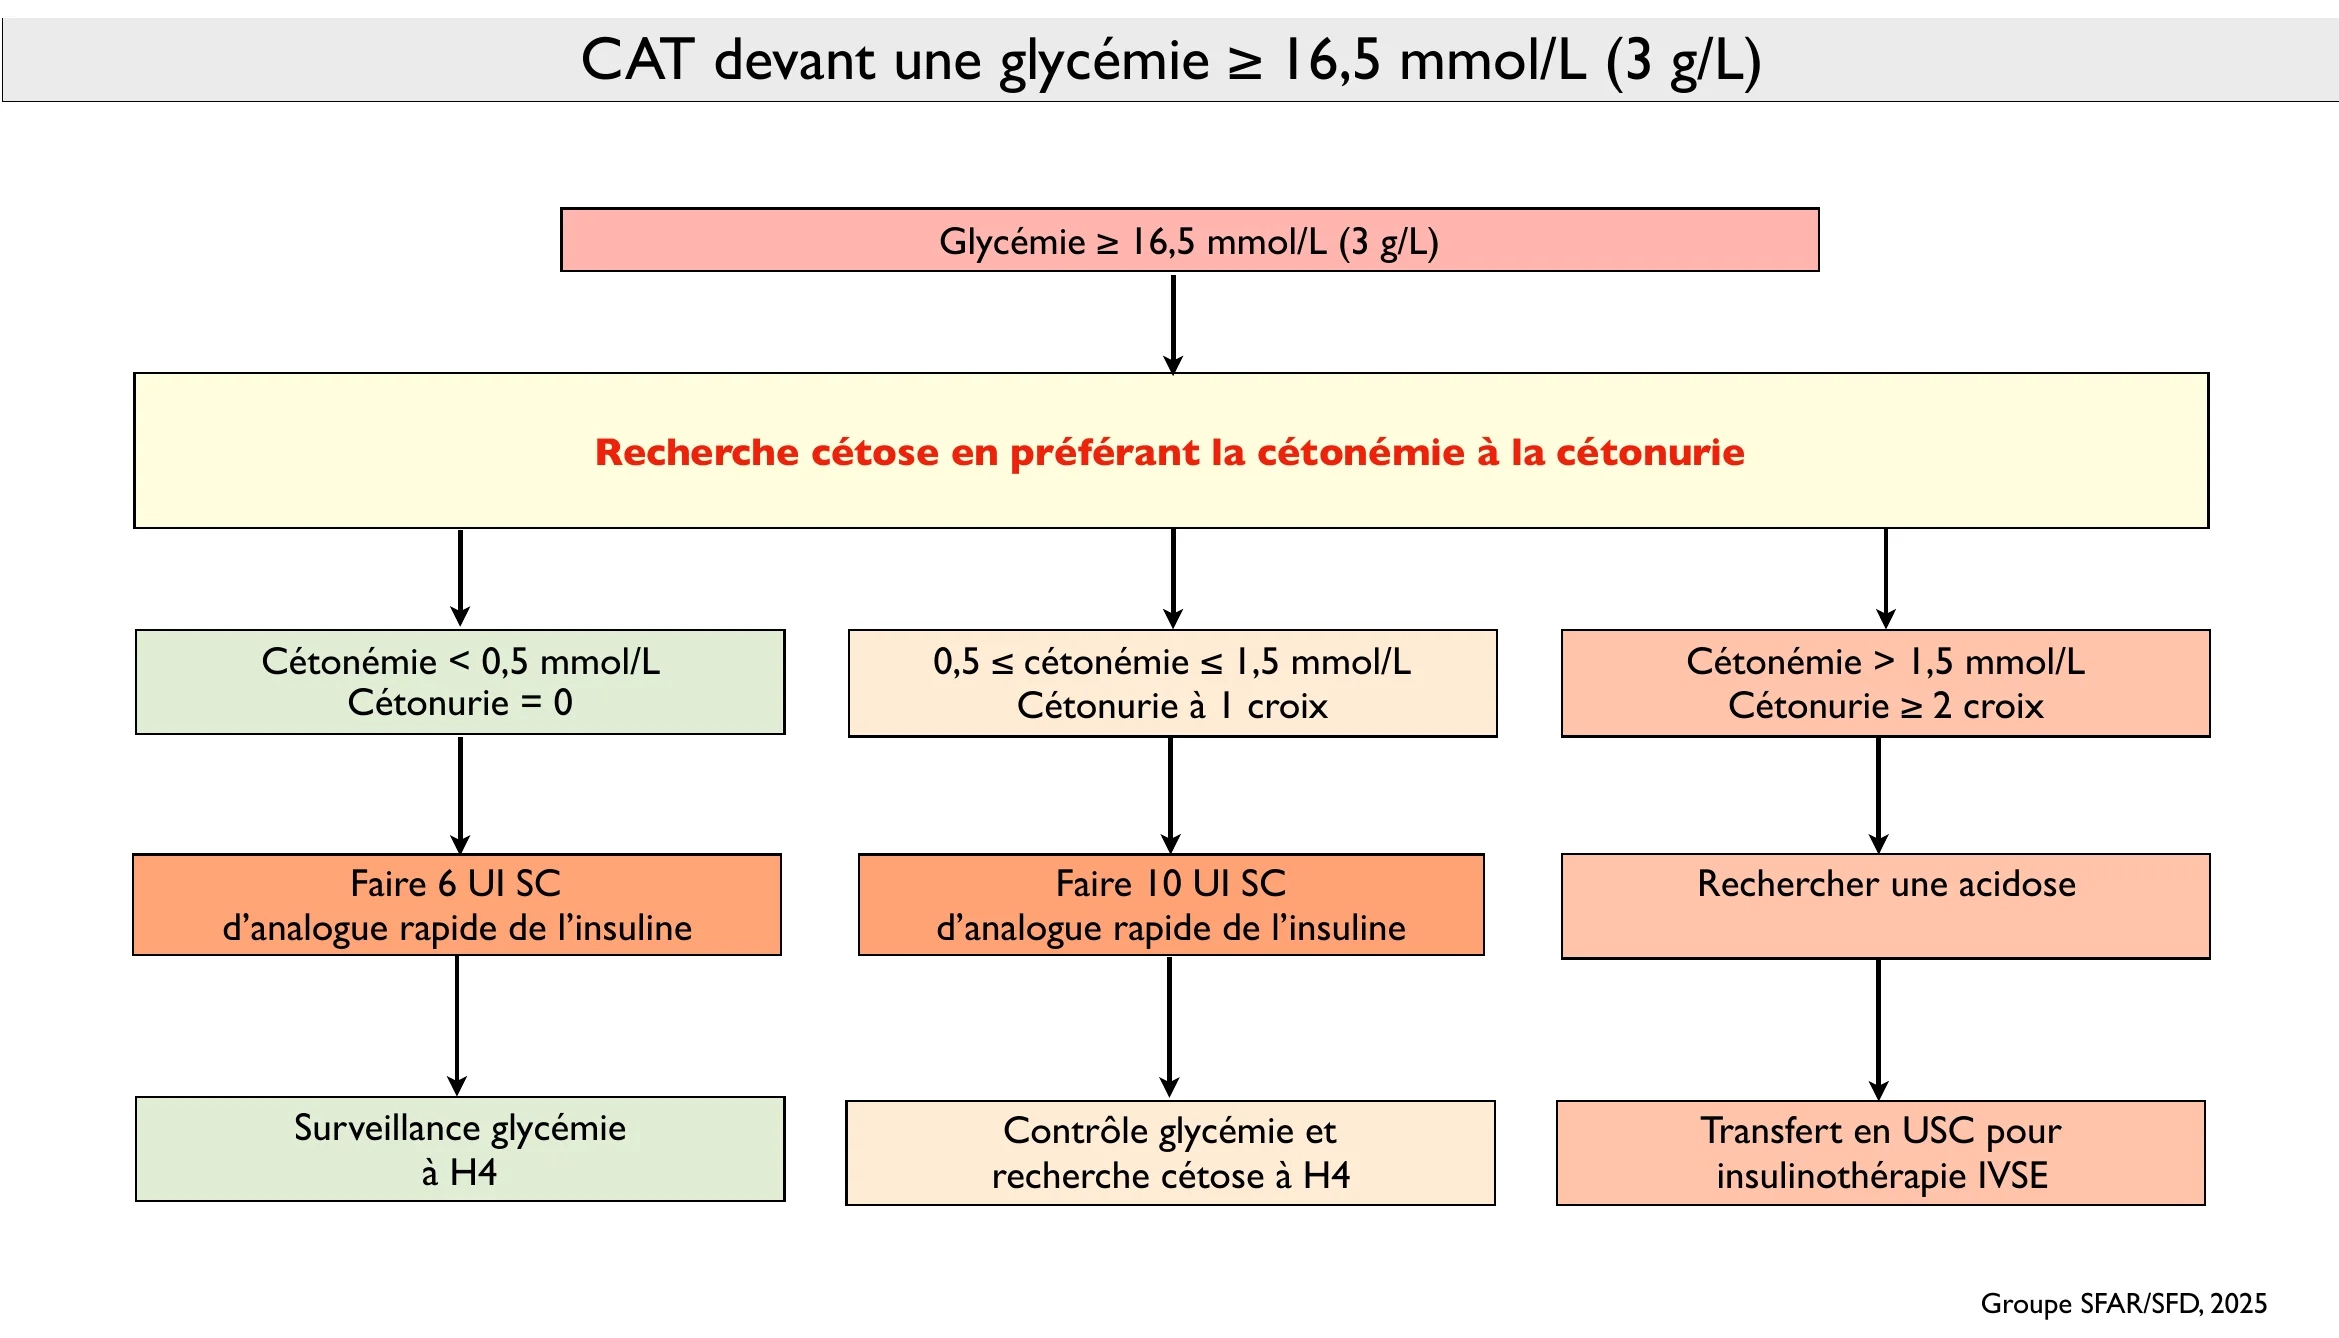 CAT devant une glycémie ≥ 16,5 mmol/L (3 g/L)
Glycémie ≥ 16,5 mmol/L (3 g/L)
Recherche cétose en préférant la cétonémie à la cétonurie
Cétonémie < 0,5 mmol/L
Cétonurie = 0
0,5 ≤ cétonémie ≤ 1,5 mmol/L
Cétonurie à 1 croix
Cétonémie > 1,5 mmol/L
Cétonurie ≥ 2 croix
Faire 6 UI SC
d’analogue rapide de l’insuline
Faire 10 UI SC
d’analogue rapide de l’insuline
Rechercher une acidose
Surveillance glycémie
à H4
Contrôle glycémie et
recherche cétose à H4
Transfert en USC pour
insulinothérapie IVSE
Groupe SFAR/SFD, 2025